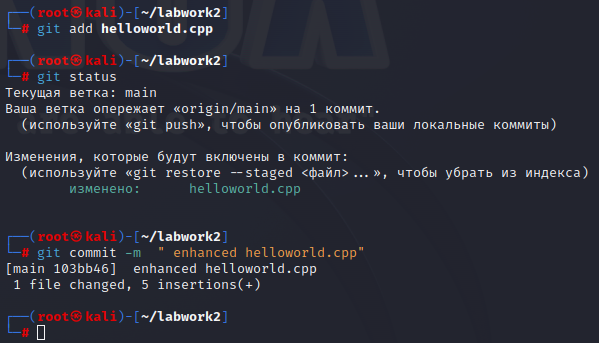 ┌──(root㉿kali)-[~/labwork2]
└─# git add helloworld.cpp
┌──(root㉿kali)-[~/labwork2]
└─# git status
Текущая ветка: main
Ваша ветка опережает «origin/main» на 1 коммит.
  (используйте «git push», чтобы опубликовать ваши локальные коммиты)
Изменения, которые будут включены в коммит:
  (используйте «git restore --staged <файл>...», чтобы убрать из индекса)
        изменено:      helloworld.cpp
┌──(root㉿kali)-[~/labwork2]
└─# git commit -m  " enhanced helloworld.cpp"
[main 103bb46]  enhanced helloworld.cpp
 1 file changed, 5 insertions(+)
┌──(root㉿kali)-[~/labwork2]
└─#